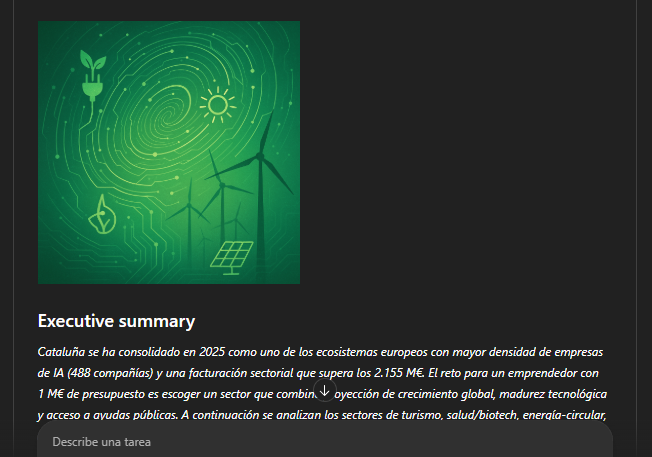 Executive summary
Cataluña se ha consolidado en 2025 como uno de los ecosistemas europeos con mayor densidad de empresas
de IA (488 compañías) y una facturación sectorial que supera los 2.155 M€. El reto para un emprendedor con
1 M€ de presupuesto es escoger un sector que combin oyección de crecimiento global, madurez tecnológica
y acceso a ayudas públicas. A continuación se analizan los sectores de turismo, salud/biotech, energía-circular,
Describe una tarea